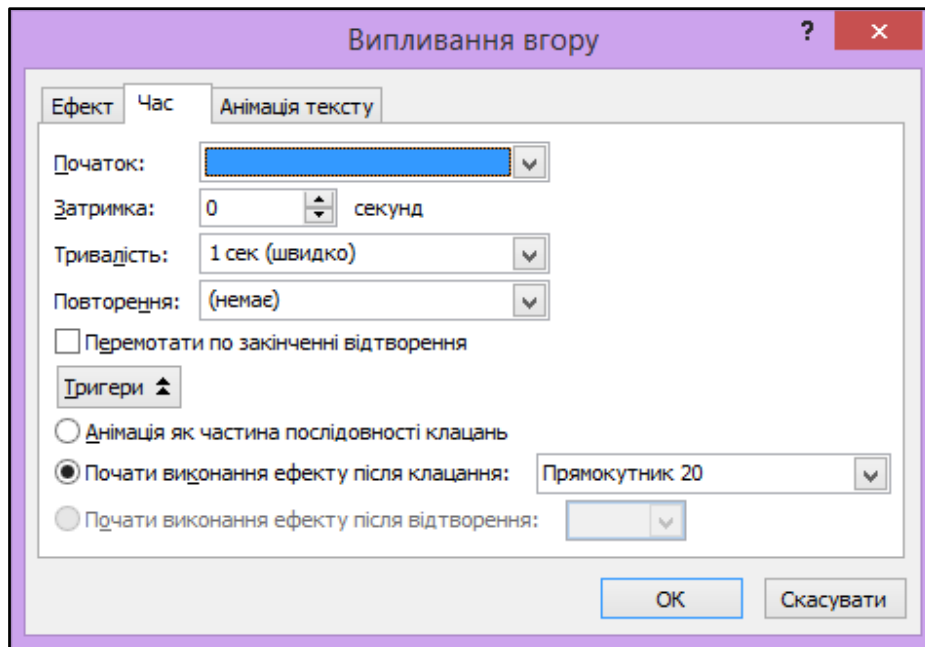 Випливання вгору ? ×
Ефект Час Анімація тексту
Початок:
Затримка: 0 секунд
Тривалість: 1 сек (швидко)
Повторення: (немає)
Перемотати по закінченні відтворення
Тригери
Анімація як частина послідовності клацань
Почати виконання ефекту після клацання: Прямокутник 20
Почати виконання ефекту після відтворення:
ОК Скасувати